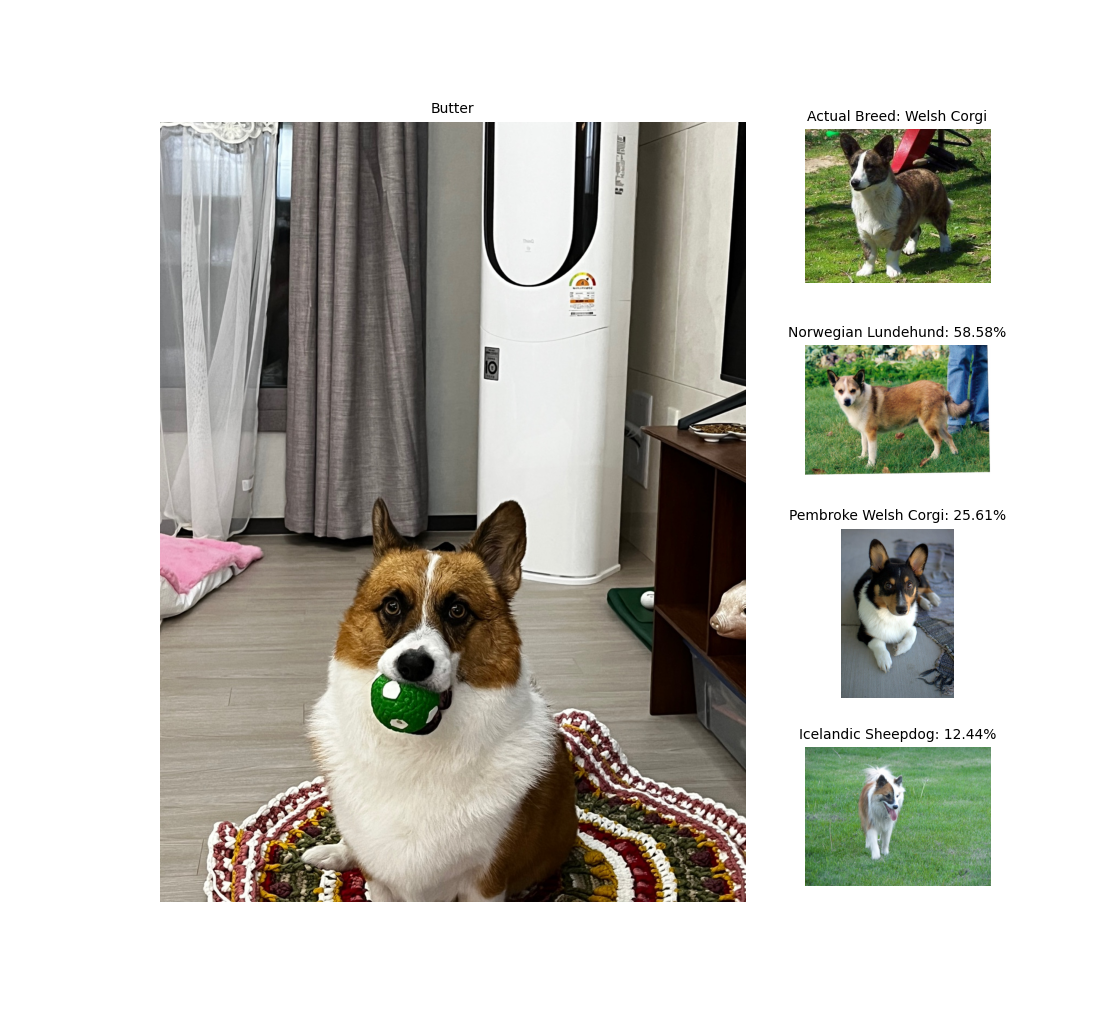 Butter
Actual Breed: Welsh Corgi
Norwegian Lundehund: 58.58%
Pembroke Welsh Corgi: 25.61%
Icelandic Sheepdog: 12.44%